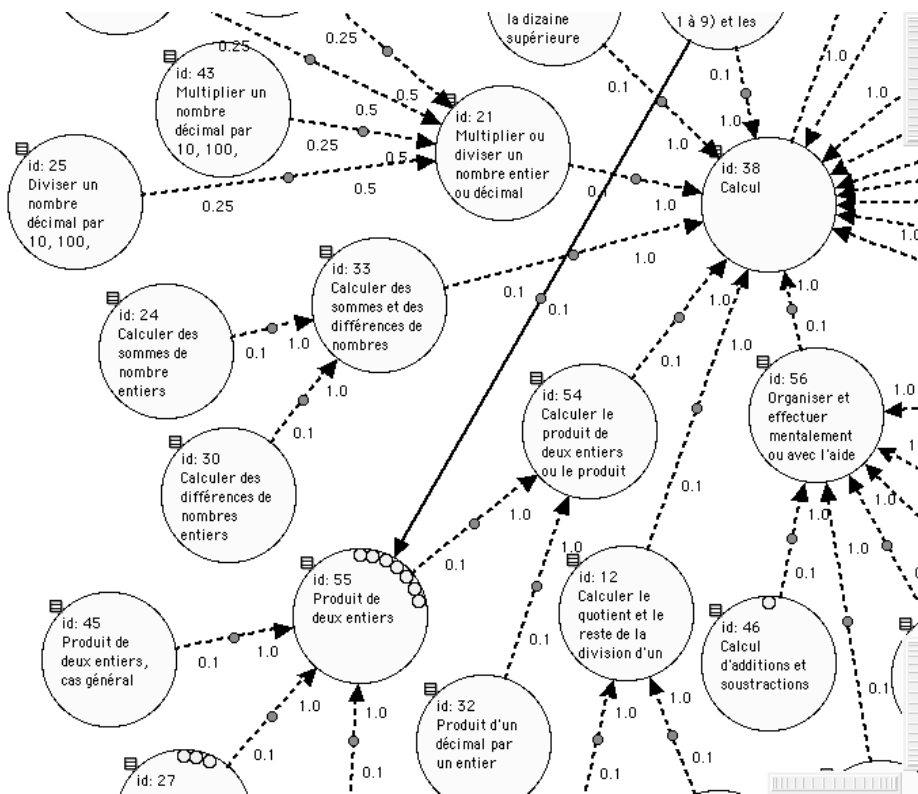 la dizaine
supérieure
1 à 9) et les
0.25
0.25
1.0
0.1
0.1
1.0
id: 43
Multiplier un
nombre
décimal par
10, 100,
0.5
0.5
0.25
0.5
id: 21
Multiplier ou
diviser un
nombre entier
ou décimal
1.0
1.0
id: 38
Calcul
id: 25
Diviser un
nombre
décimal par
10, 100,
0.25
0.5
0.1
1.0
1.0
1.0
id: 33
Calculer des
sommes et des
différences de
nombres
0.1
0.1
1.0
id: 24
Calculer des
sommes de
nombre
entiers
0.1
1.0
1.0
0.1
1.0
0.1
0.1
id: 54
Calculer le
produit de
deux entiers
ou le produit
id: 56
Organiser et
effectuer
mentalement
ou avec l'aide
1.0
1.0
id: 30
Calculer des
différences de
nombres
entiers
0.1
0.1
1.0
1.0
1.0
1.0
1.0
0.1
id: 55
Produit de
deux entiers
id: 12
Calculer le
quotient et le
reste de la
division d'un
0.1
0.1
id: 45
Produit de
deux entiers,
cas général
0.1
1.0
0.1
id: 46
Calcul
d'additions et
soustractions
0.1
1.0
1.0
id: 32
Produit d'un
décimal par
un entier
1.0
1.0
id: 27
0.1
0.1
0.1
0.1